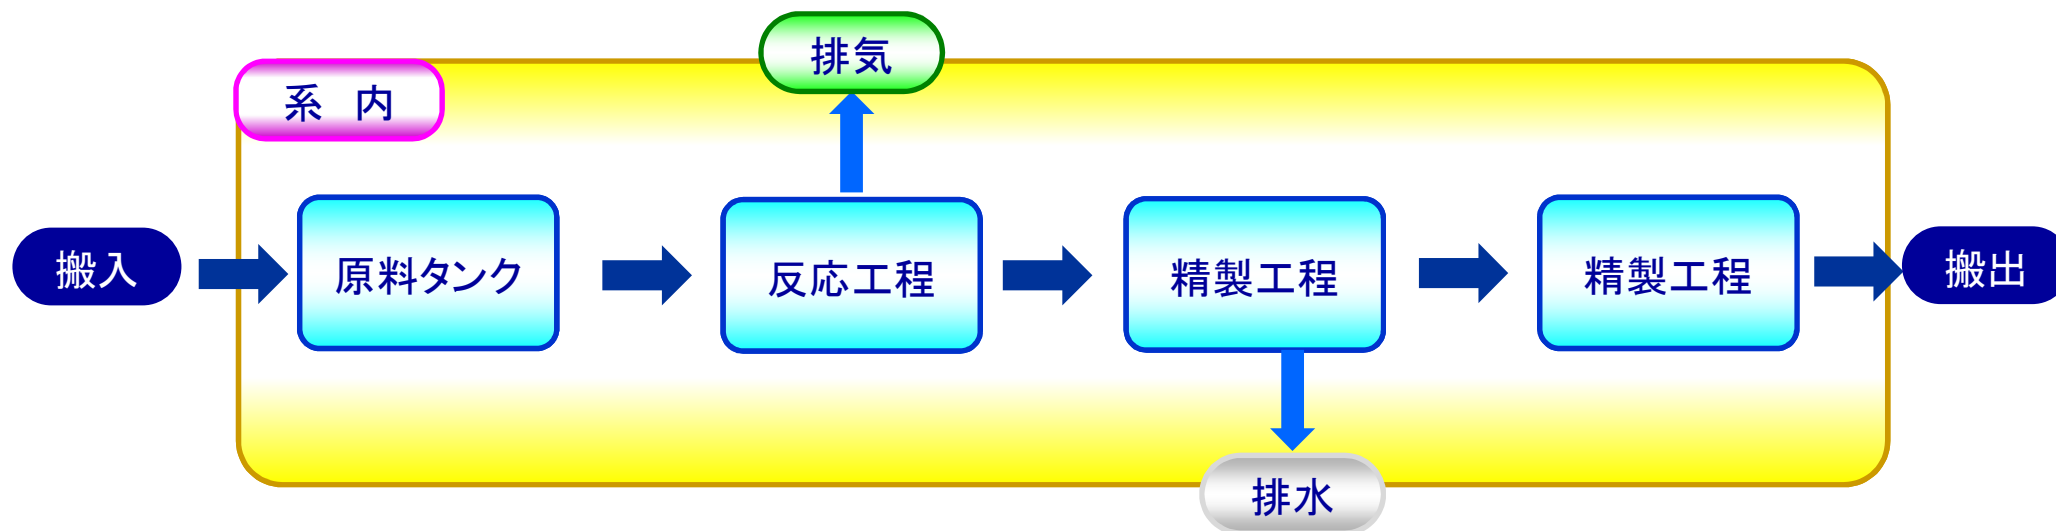 排気
系 内
搬入
原料タンク
反応工程
精製工程
精製工程
搬出
排水